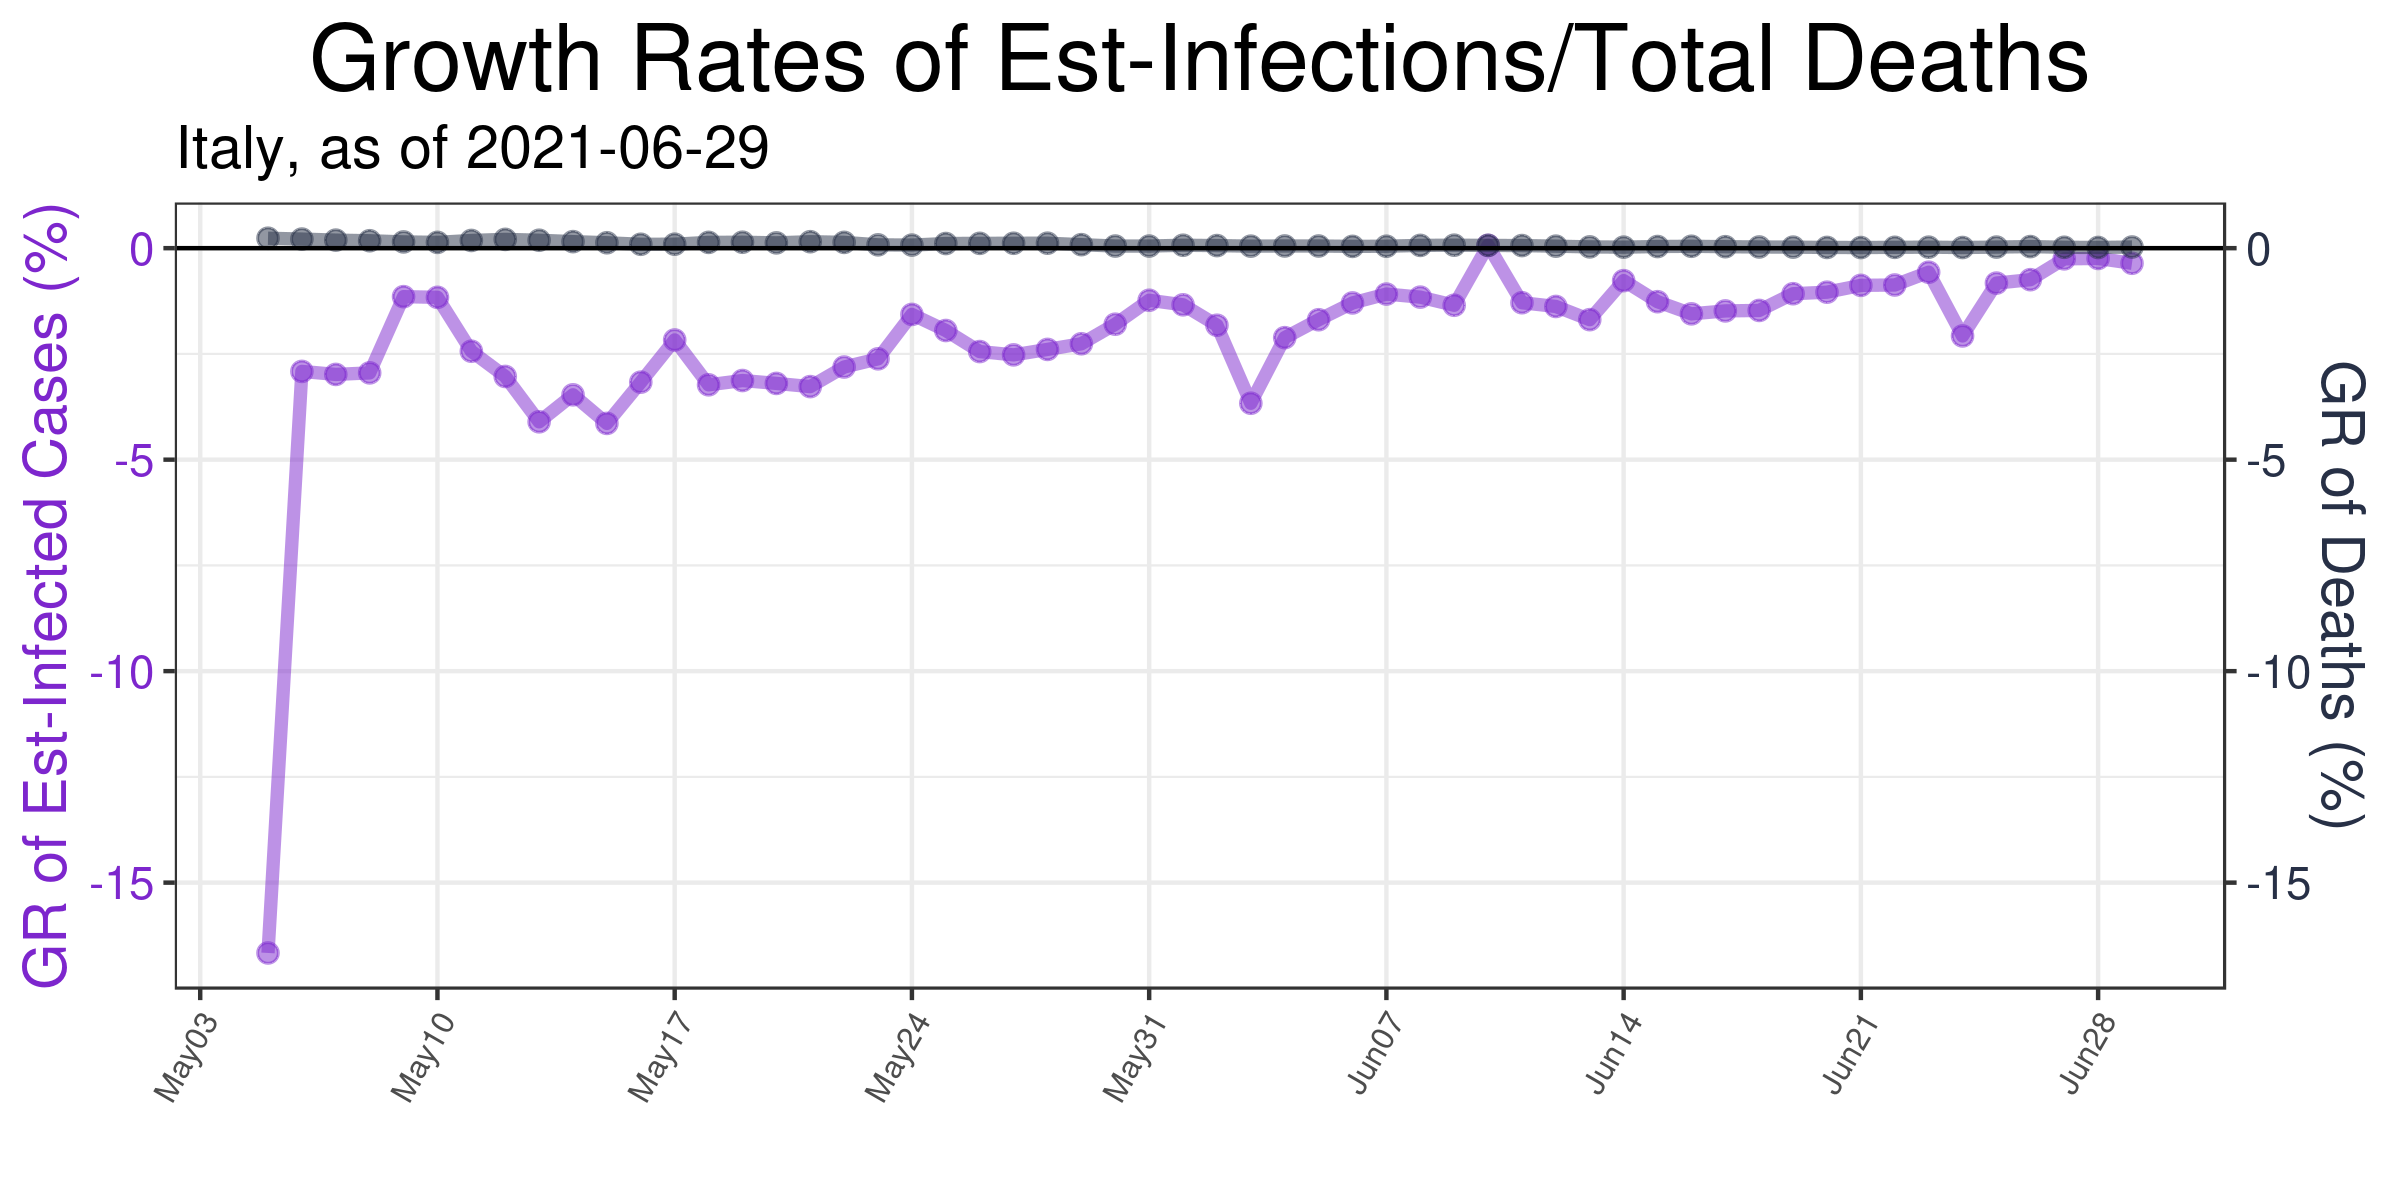 Growth Rates of Est-Infections/Total Deaths
Italy, as of 2021-06-29
GR of Est-Infected Cases (%)
0
-5
-10
-15
0
-5
-10
-15
GR of Deaths (%)
May03
May10
May17
May24
May31
Jun07
Jun14
Jun21
Jun28